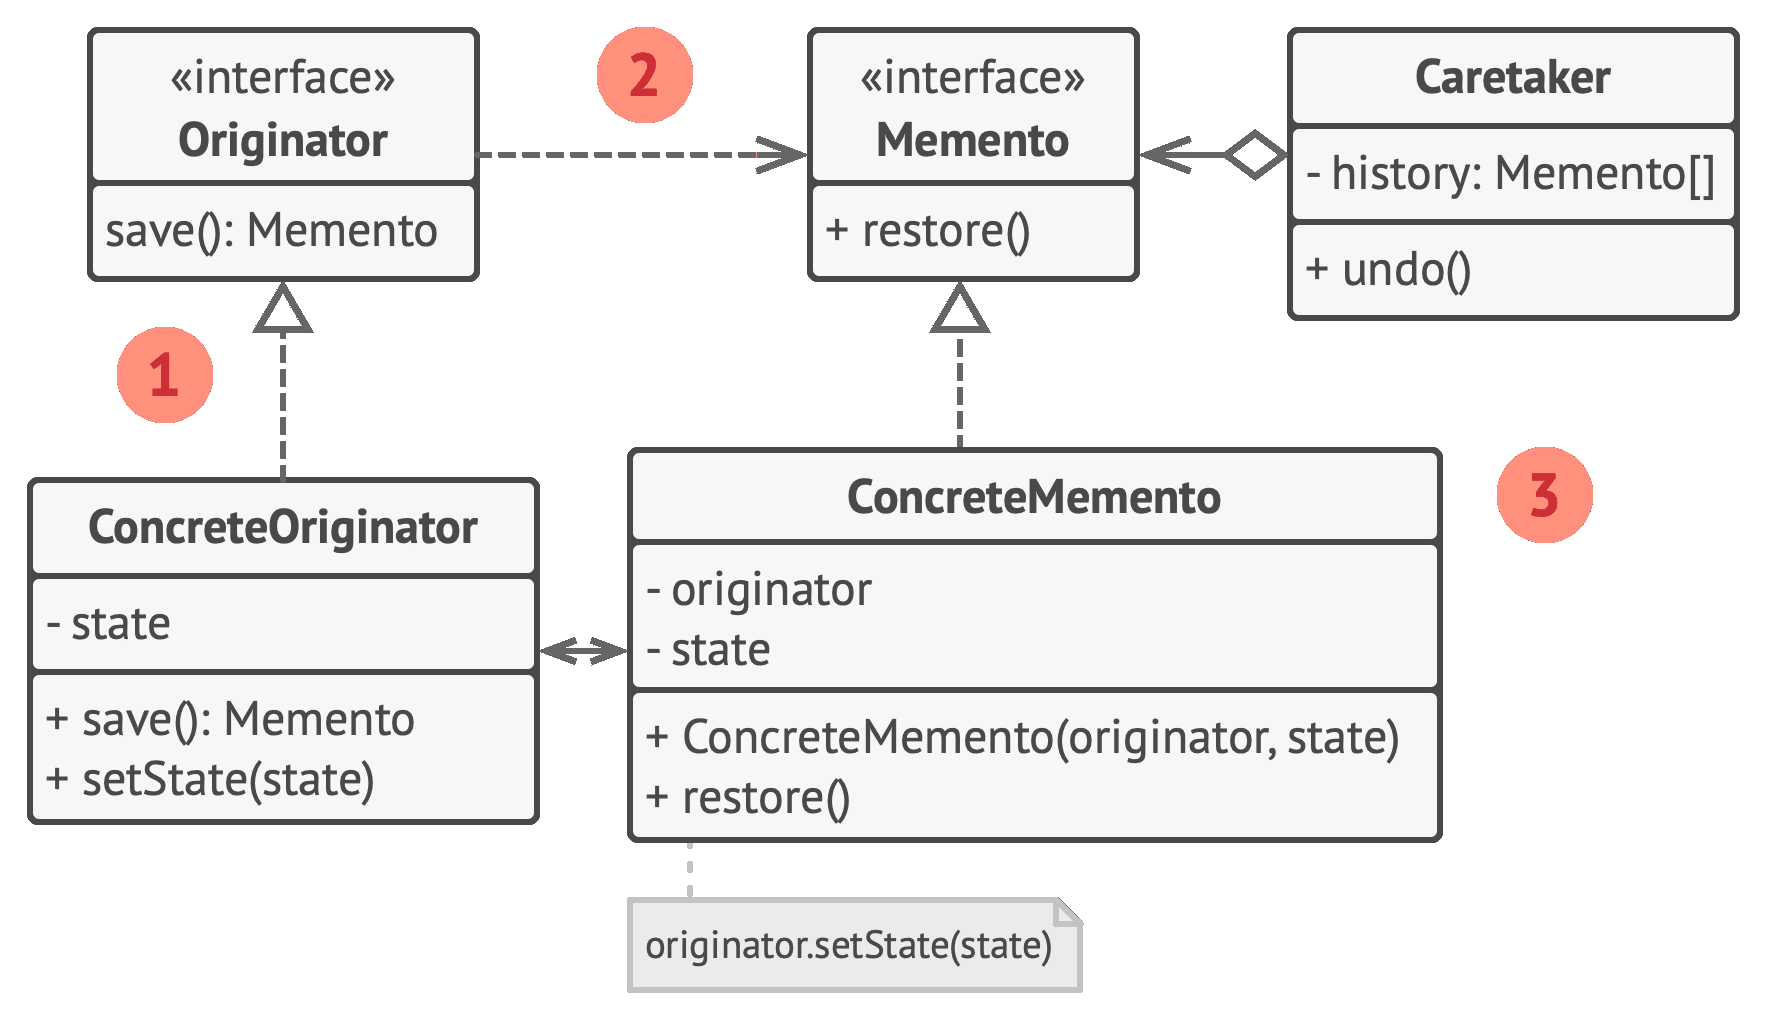 «interface»
Originator
save(): Memento
2
«interface»
Memento
+ restore()
Caretaker
- history: Memento[]
+ undo()
1
ConcreteOriginator
- state
+ save(): Memento
+ setState(state)
ConcreteMemento
- originator
- state
+ ConcreteMemento(originator, state)
+ restore()
3
originator.setState(state)